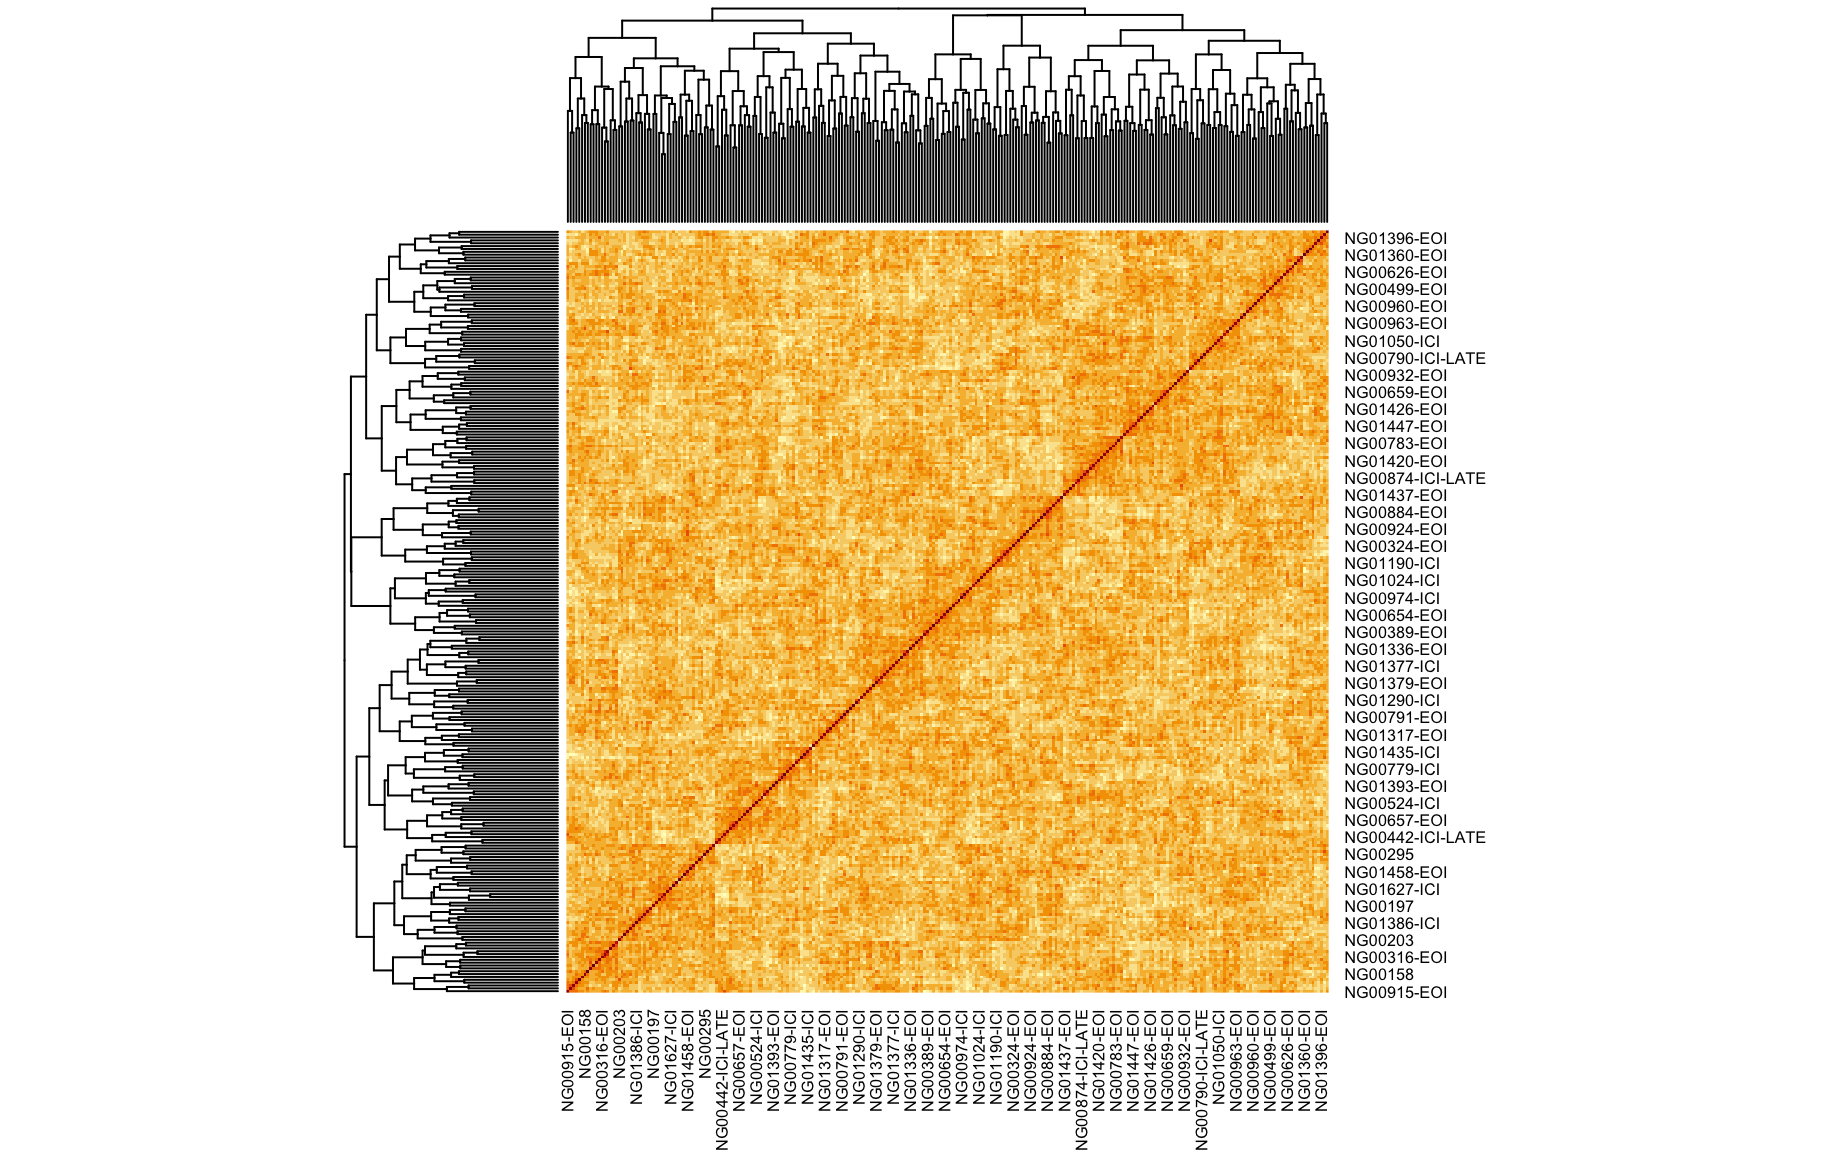 NG01396-EOI
NG01360-EOI
NG00626-EOI
NG00499-EOI
NG00960-EOI
NG00963-EOI
NG01050-ICI
NG00790-ICI-LATE
NG00932-EOI
NG00659-EOI
NG01426-EOI
NG01447-EOI
NG00783-EOI
NG01420-EOI
NG00874-ICI-LATE
NG01437-EOI
NG00884-EOI
NG00924-EOI
NG00324-EOI
NG01190-ICI
NG01024-ICI
NG00974-ICI
NG00654-EOI
NG00389-EOI
NG01336-EOI
NG01377-ICI
NG01379-EOI
NG01290-ICI
NG00791-EOI
NG01317-EOI
NG01435-ICI
NG00779-ICI
NG01393-EOI
NG00524-ICI
NG00657-EOI
NG00442-ICI-LATE
NG00295
NG01458-EOI
NG01627-ICI
NG00197
NG01386-ICI
NG00203
NG00316-EOI
NG00158
NG00915-EOI
NG00915-EOI
NG00158
NG00316-EOI
NG00203
NG01386-ICI
NG00197
NG01627-ICI
NG01458-EOI
NG00295
NG00442-ICI-LATE
NG00657-EOI
NG00524-ICI
NG01393-EOI
NG00779-ICI
NG01435-ICI
NG01317-EOI
NG00791-EOI
NG01290-ICI
NG01379-EOI
NG01377-ICI
NG01336-EOI
NG00389-EOI
NG00654-EOI
NG00974-ICI
NG01024-ICI
NG01190-ICI
NG00324-EOI
NG00924-EOI
NG00884-EOI
NG01437-EOI
NG00874-ICI-LATE
NG01420-EOI
NG00783-EOI
NG01447-EOI
NG01426-EOI
NG00659-EOI
NG00932-EOI
NG00790-ICI-LATE
NG01050-ICI
NG00963-EOI
NG00960-EOI
NG00499-EOI
NG00626-EOI
NG01360-EOI
NG01396-EOI